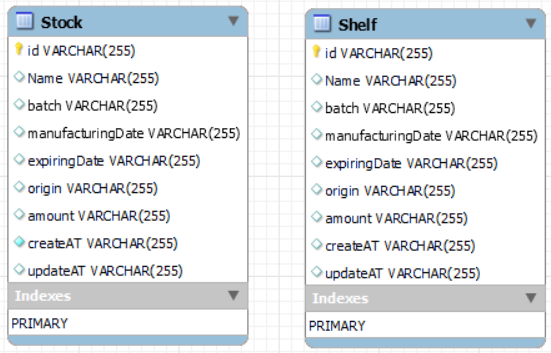 Stock
id VARCHAR(255)
Name VARCHAR(255)
batch VARCHAR(255)
manufacturingDate VARCHAR(255)
expiringDate VARCHAR(255)
origin VARCHAR(255)
amount VARCHAR(255)
createAT VARCHAR(255)
updateAT VARCHAR(255)
Indexes
PRIMARY
Shelf
id VARCHAR(255)
Name VARCHAR(255)
batch VARCHAR(255)
manufacturingDate VARCHAR(255)
expiringDate VARCHAR(255)
origin VARCHAR(255)
amount VARCHAR(255)
createAT VARCHAR(255)
updateAT VARCHAR(255)
Indexes
PRIMARY